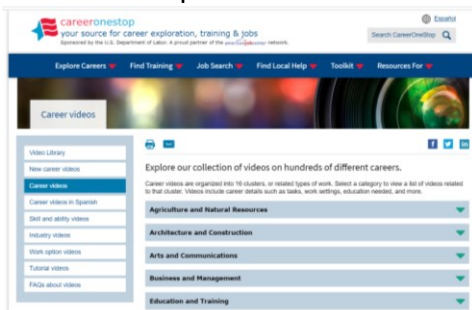 careeronestop
your source for career exploration, training & jobs
Sponsored by the U.S. Department of Labor. A proud partner of the americanjobcenter network.
Español
Search CareerOneStop
Explore Careers
Find Training
Job Search
Find Local Help
Toolkit
Resources For
Career videos
Video Library
New career videos
Career videos
Career videos in Spanish
Skill and ability videos
Industry videos
Work option videos
Tutorial videos
FAQs about videos
Explore our collection of videos on hundreds of different careers.
Career videos are organized into 16 clusters, or related types of work. Select a category to view a list of videos related
to that cluster. Videos include career details such as tasks, work settings, education needed, and more.
Agriculture and Natural Resources
Architecture and Construction
Arts and Communications
Business and Management
Education and Training